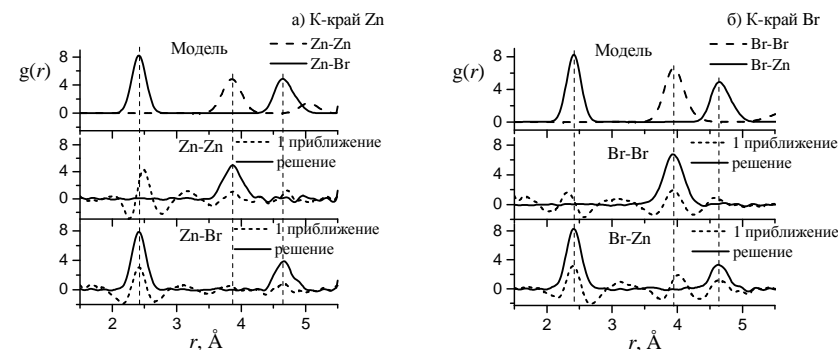 а) К-край Zn
Модель
Zn-Zn
Zn-Br
g(r)
8
4
0
1 приближение
Zn-Zn
решение
8
4
0
1 приближение
Zn-Br
решение
8
4
0
2
3
4
5
r, Å
б) К-край Br
Модель
Br-Br
Br-Zn
g(r)
8
4
0
1 приближение
Br-Br
решение
8
4
0
1 приближение
Br-Zn
решение
8
4
0
2
3
4
5
r, Å